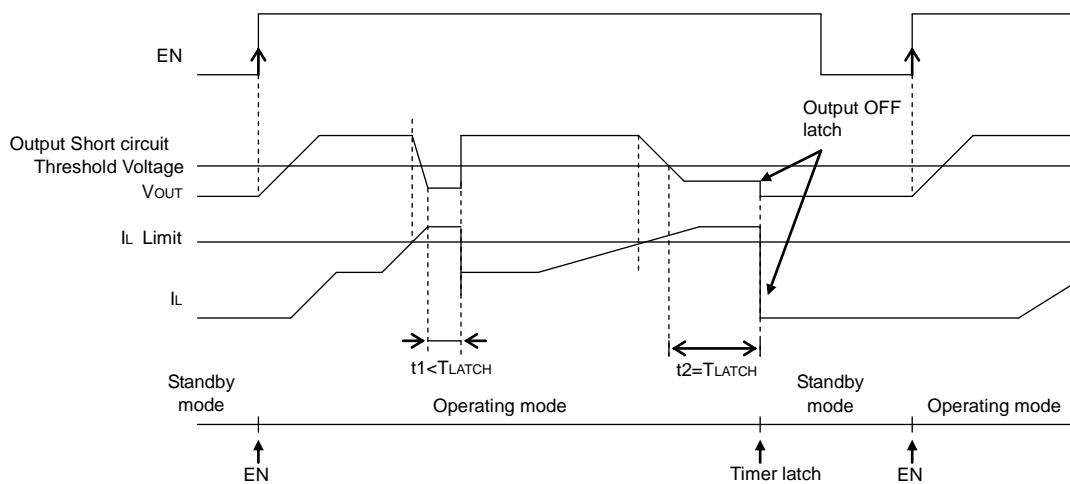 EN
Output OFF
latch
Output Short circuit
Threshold Voltage
VOUT
IL Limit
IL
t1<TLATCH
t2=TLATCH
Standby
mode
Operating mode
Standby
mode
Operating mode
EN
Timer latch
EN